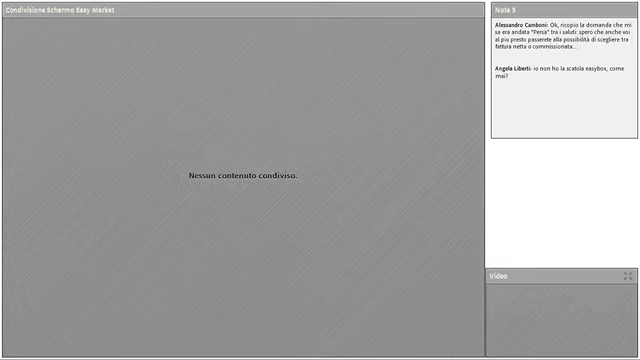 Condivisione Schermo Easy Market
Nessun contenuto condiviso.
Nota 5
Alessandro Camboni: Ok, ricopio la domanda che mi
sa era andata "Persa" tra i saluti: spero che anche voi
al piu presto passerete alla possibilità di scegliere tra
fattura netta o commissionata...
Angela Liberti: io non ho la scatola easybox, come
mai?
Video